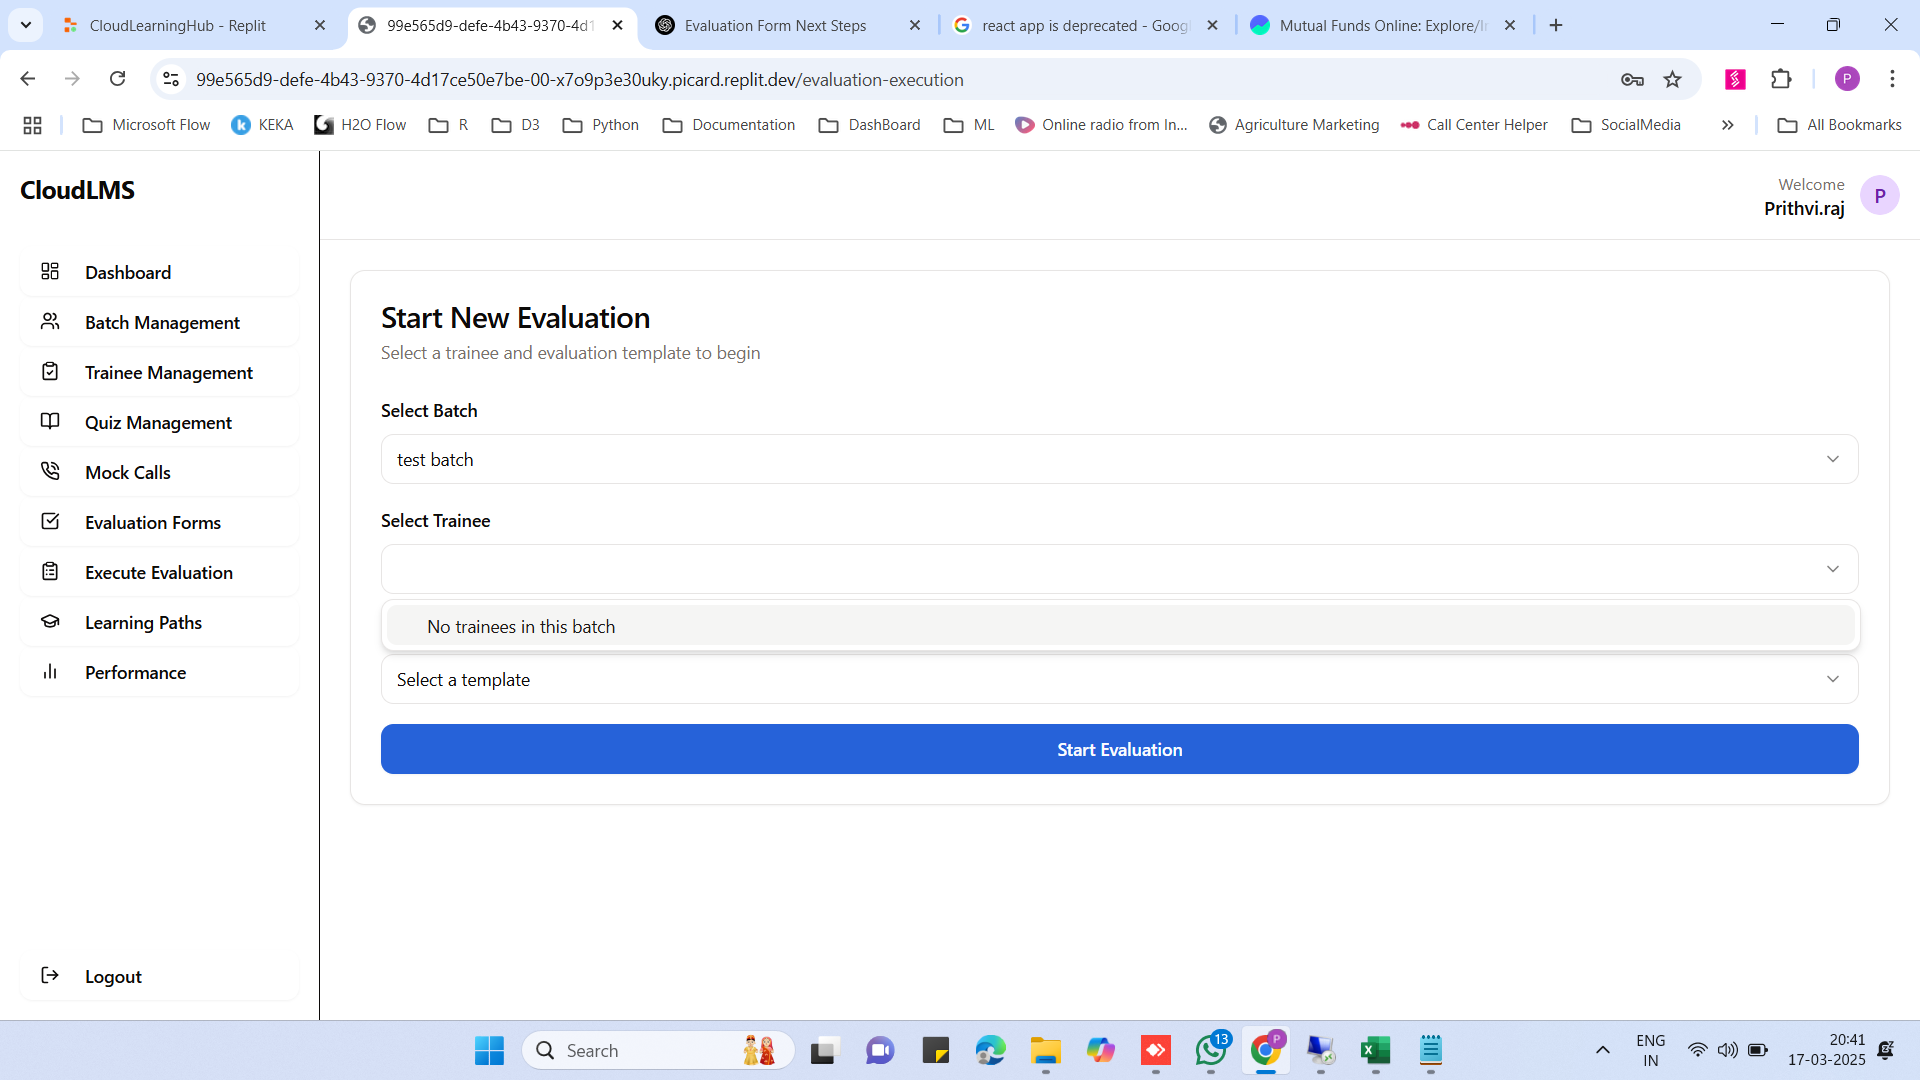 CloudLearningHub - Replit
99e565d9-defe-4b43-9370-4d1
Evaluation Form Next Steps
react app is deprecated - Goog
Mutual Funds Online: Explore/I
99e565d9-defe-4b43-9370-4d17ce50e7be-00-x7o9p3e30uky.picard.replit.dev/evaluation-execution
P
Microsoft Flow
KEKA
H2O Flow
R
D3
Python
Documentation
DashBoard
ML
Online radio from In...
Agriculture Marketing
Call Center Helper
SocialMedia
All Bookmarks
CloudLMS
Welcome
Prithvi.raj
P
Dashboard
Batch Management
Trainee Management
Quiz Management
Mock Calls
Evaluation Forms
Execute Evaluation
Learning Paths
Performance
Logout
Start New Evaluation
Select a trainee and evaluation template to begin
Select Batch
test batch
Select Trainee
No trainees in this batch
Select a template
Start Evaluation
Search
13
P
ENG
IN
20:41
17-03-2025